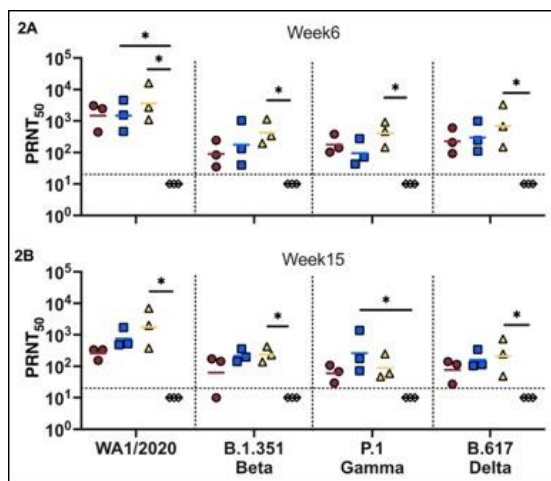 2A
Week6
*
*
*
*
*
PRNT50
10^5
10^4
10^3
10^2
10^1
10^0
2B
Week15
*
*
*
*
PRNT50
10^5
10^4
10^3
10^2
10^1
10^0
WA1/2020 B.1.351 P.1 B.617
Beta Gamma Delta